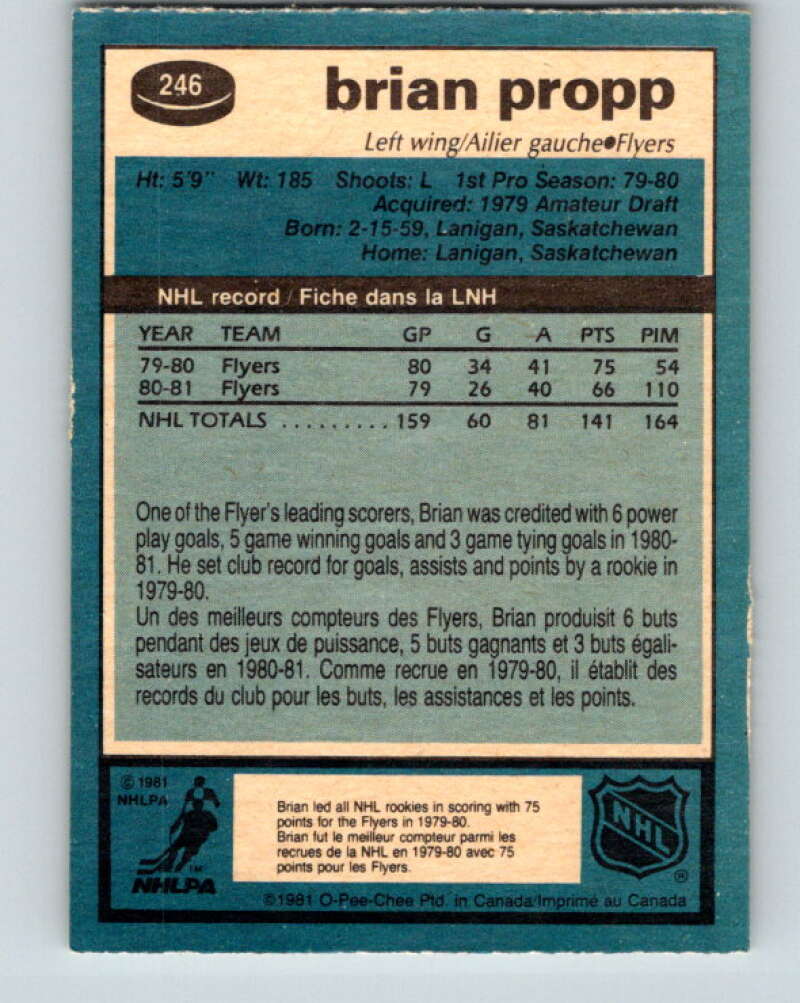 246
brian propp
Left wing/Ailier gauche●Flyers
Ht: 5'9" Wt: 185 Shoots: L 1st Pro Season: 79-80
Acquired: 1979 Amateur Draft
Born: 2-15-59, Lanigan, Saskatchewan
Home: Lanigan, Saskatchewan
NHL record / Fiche dans la LNH
YEAR TEAM GP G A PTS PIM
79-80 Flyers 80 34 41 75 54
80-81 Flyers 79 26 40 66 110
NHL TOTALS ......... 159 60 81 141 164
One of the Flyer's leading scorers, Brian was credited with 6 power
play goals, 5 game winning goals and 3 game tying goals in 1980-
81. He set club record for goals, assists and points by a rookie in
1979-80.
Un des meilleurs compteurs des Flyers, Brian produisit 6 buts
pendant des jeux de puissance, 5 buts gagnants et 3 buts égali-
sateurs en 1980-81. Comme recrue en 1979-80, il établit des
records du club pour les buts, les assistances et les points.
© 1981
NHLPA
TM
NHLPA
Brian led all NHL rookies in scoring with 75
points for the Flyers in 1979-80.
Brian fut le meilleur compteur parmi les
recrues de la NHL en 1979-80 avec 75
points pour les Flyers.
NHL
®
©1981 O-Pee-Chee Ptd. in Canada/Imprimé au Canada